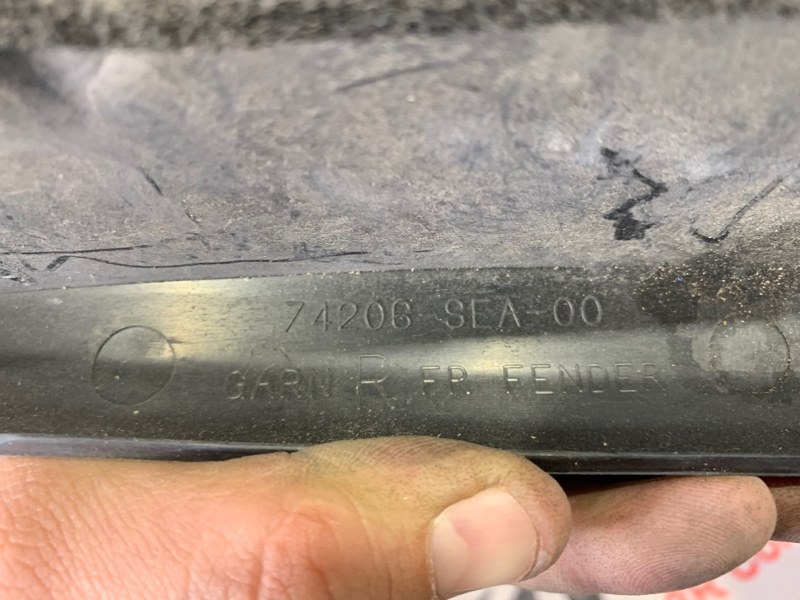 74206 SEA-00
GARN R FR FENDER